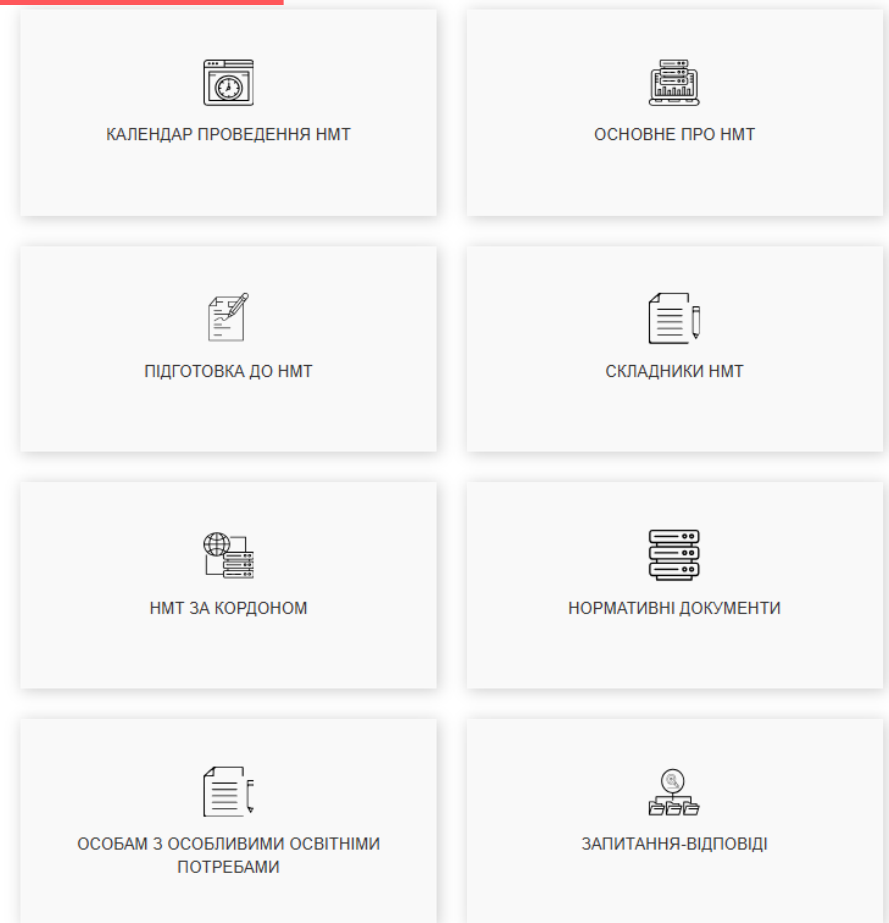 КАЛЕНДАР ПРОВЕДЕННЯ НМТ
ОСНОВНЕ ПРО НМТ
ПІДГОТОВКА ДО НМТ
СКЛАДНИКИ НМТ
НМТ ЗА КОРДОНОМ
НОРМАТИВНІ ДОКУМЕНТИ
ОСОБАМ З ОСОБЛИВИМИ ОСВІТНІМИ
ПОТРЕБАМИ
ЗАПИТАННЯ-ВІДПОВІДІ